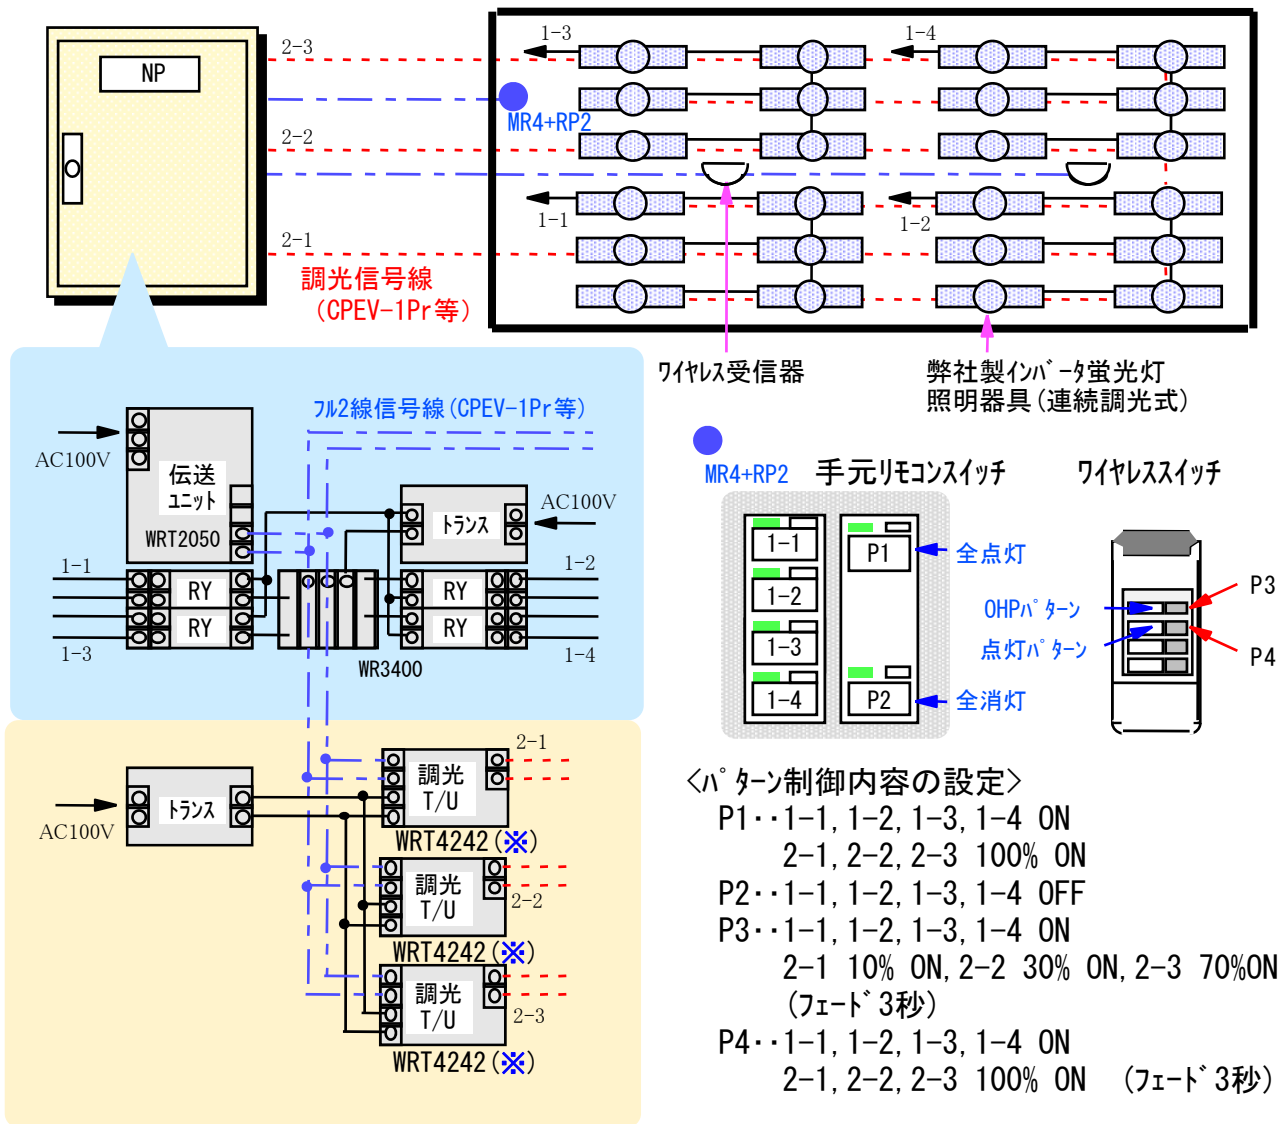 NP
2-3
2-2
2-1
調光信号線
(CPEV-1Pr等)
MR4+RP2
1-3
1-4
1-1
1-2
ワイヤレス受信器
弊社製インバータ蛍光灯
照明器具(連続調光式)
フル2線信号線(CPEV-1Pr等)
AC100V
伝送
ユニット
WRT2050
トランス
AC100V
1-1
RY
RY
1-3
WR3400
RY
RY
1-2
1-4
AC100V
トランス
調光
T/U
2-1
WRT4242(※)
調光
T/U
2-2
WRT4242(※)
調光
T/U
2-3
WRT4242(※)
MR4+RP2
手元リモコンスイッチ
ワイヤレススイッチ
1-1
1-2
1-3
1-4
P1
P2
全点灯
全消灯
OHPパターン
点灯パターン
P3
P4
<パターン制御内容の設定>
P1‥1-1,1-2,1-3,1-4 ON
2-1,2-2,2-3 100% ON
P2‥1-1,1-2,1-3,1-4 OFF
P3‥1-1,1-2,1-3,1-4 ON
2-1 10% ON,2-2 30% ON,2-3 70%ON
(フェード3秒)
P4‥1-1,1-2,1-3,1-4 ON
2-1,2-2,2-3 100% ON (フェード3秒)